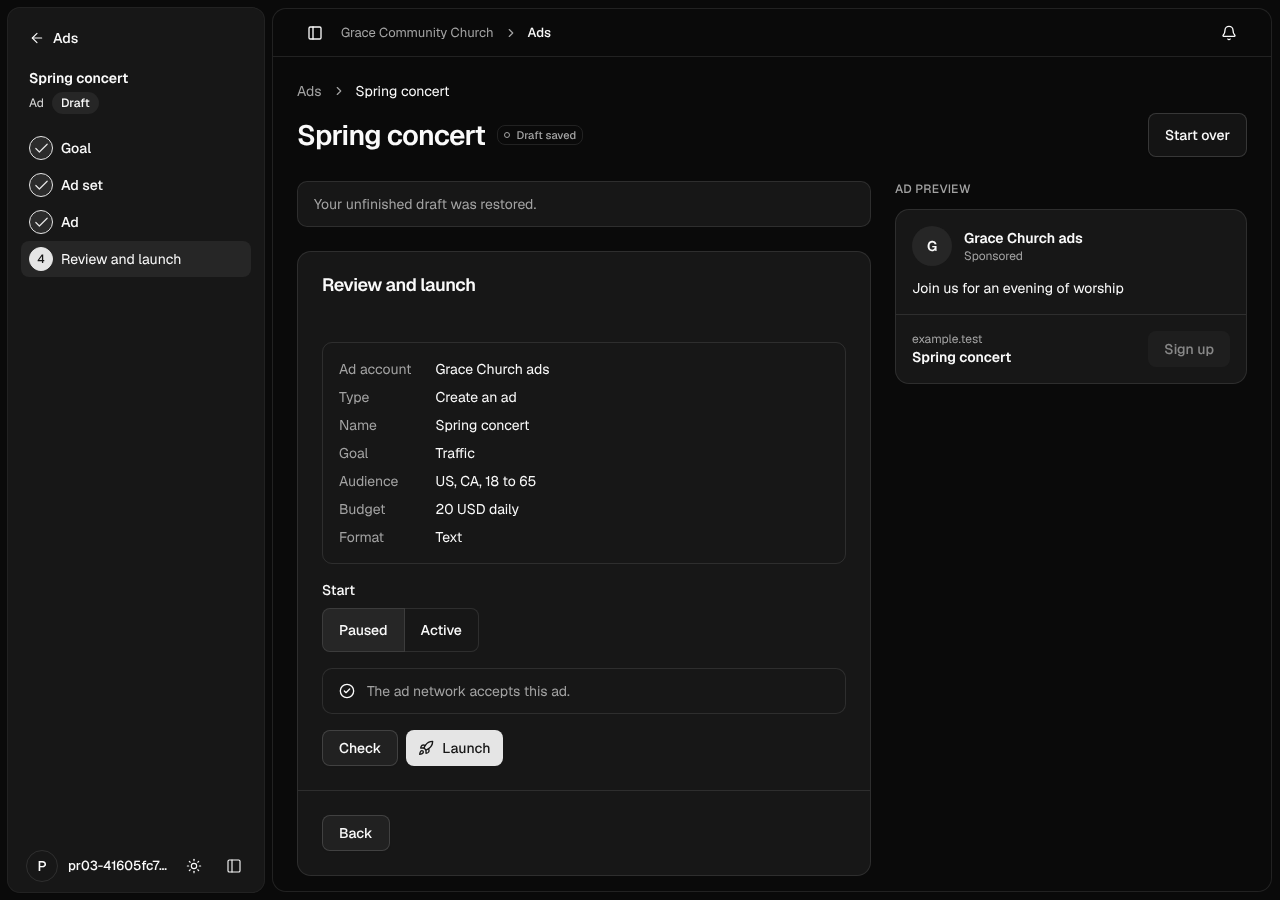 Ads
Spring concert
Ad Draft
Goal
Ad set
Ad
4 Review and launch
P pr03-41605fc7...
Grace Community Church > Ads
Ads > Spring concert
Spring concert Draft saved
Start over
Your unfinished draft was restored.
Review and launch
Ad account Grace Church ads
Type Create an ad
Name Spring concert
Goal Traffic
Audience US, CA, 18 to 65
Budget 20 USD daily
Format Text
Start
Paused Active
The ad network accepts this ad.
Check Launch
Back
AD PREVIEW
G Grace Church ads
Sponsored
Join us for an evening of worship
example.test
Spring concert
Sign up